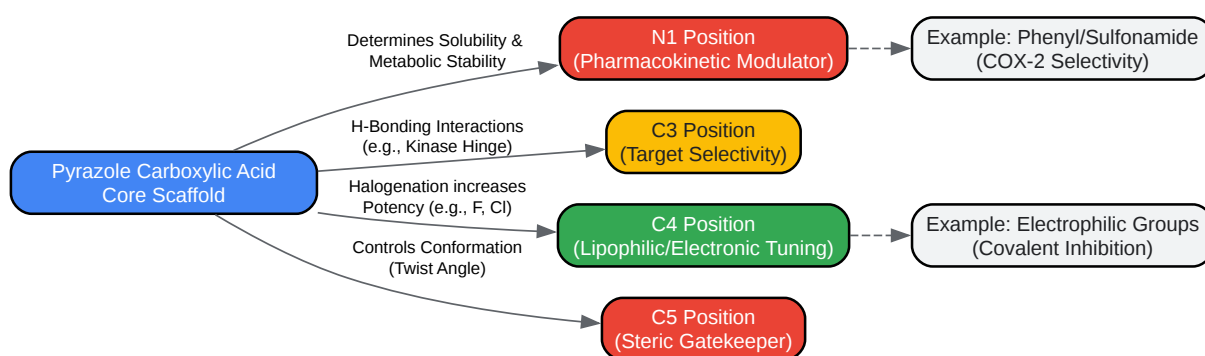 Pyrazole Carboxylic Acid
Core Scaffold
Determines Solubility &
Metabolic Stability
N1 Position
(Pharmacokinetic Modulator)
Example: Phenyl/Sulfonamide
(COX-2 Selectivity)
H-Bonding Interactions
(e.g., Kinase Hinge)
C3 Position
(Target Selectivity)
Halogenation increases
Potency (e.g., F, Cl)
C4 Position
(Lipophilic/Electronic Tuning)
Example: Electrophilic Groups
(Covalent Inhibition)
Controls Conformation
(Twist Angle)
C5 Position
(Steric Gatekeeper)